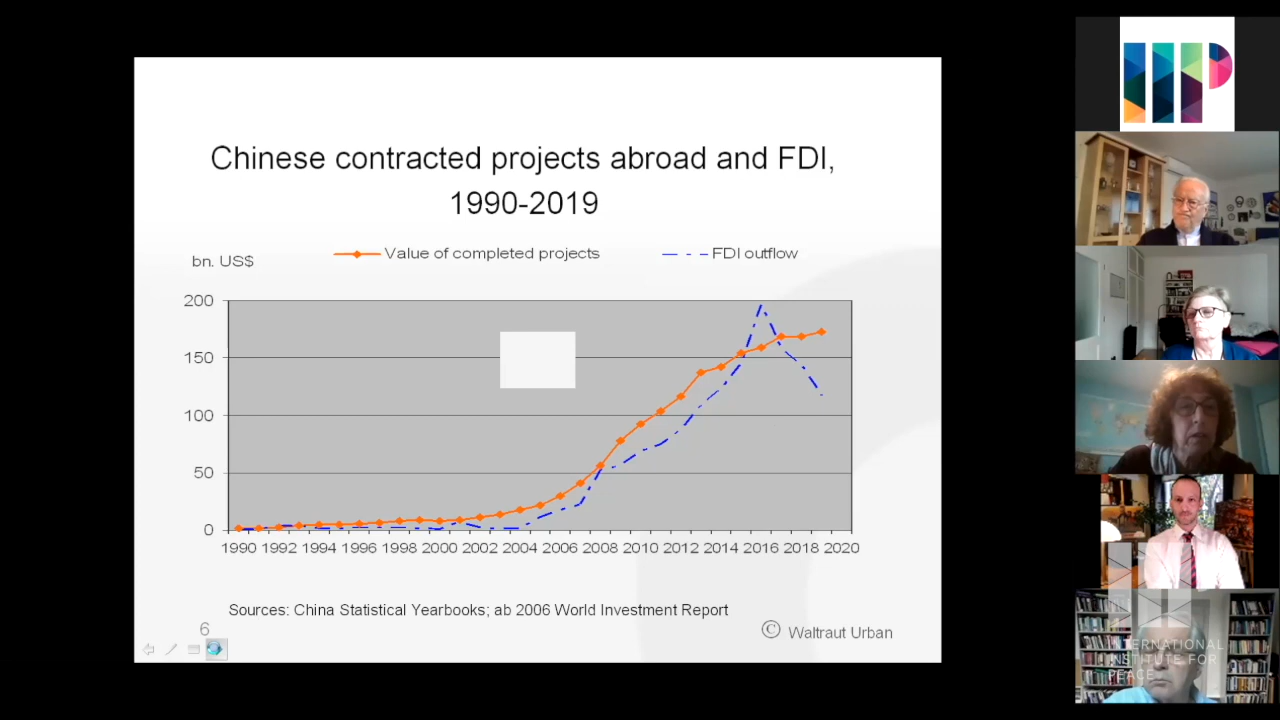 Chinese contracted projects abroad and FDI,
1990-2019
bn. US$
Value of completed projects
FDI outflow
200
150
100
50
0
1990 1992 1994 1996 1998 2000 2002 2004 2006 2008 2010 2012 2014 2016 2018 2020
Sources: China Statistical Yearbooks; ab 2006 World Investment Report
6
© Waltraut Urban
IIP
INTERNATIONAL
INSTITUTE FOR
PEACE